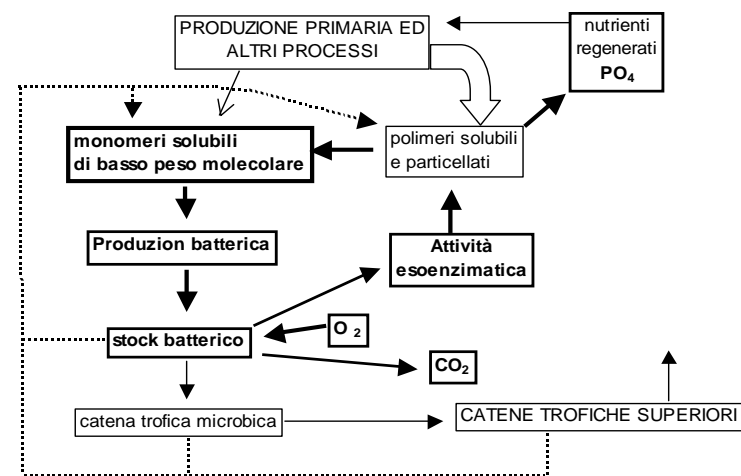 PRODUZIONE PRIMARIA ED
ALTRI PROCESSI
nutrienti
regenerati
PO₄
monomeri solubili
di basso peso molecolare
polimeri solubili
e particellati
Produzion batterica
Attività
esoenzimatica
stock batterico
O ₂
CO₂
catena trofica microbica
CATENE TROFICHE SUPERIORI